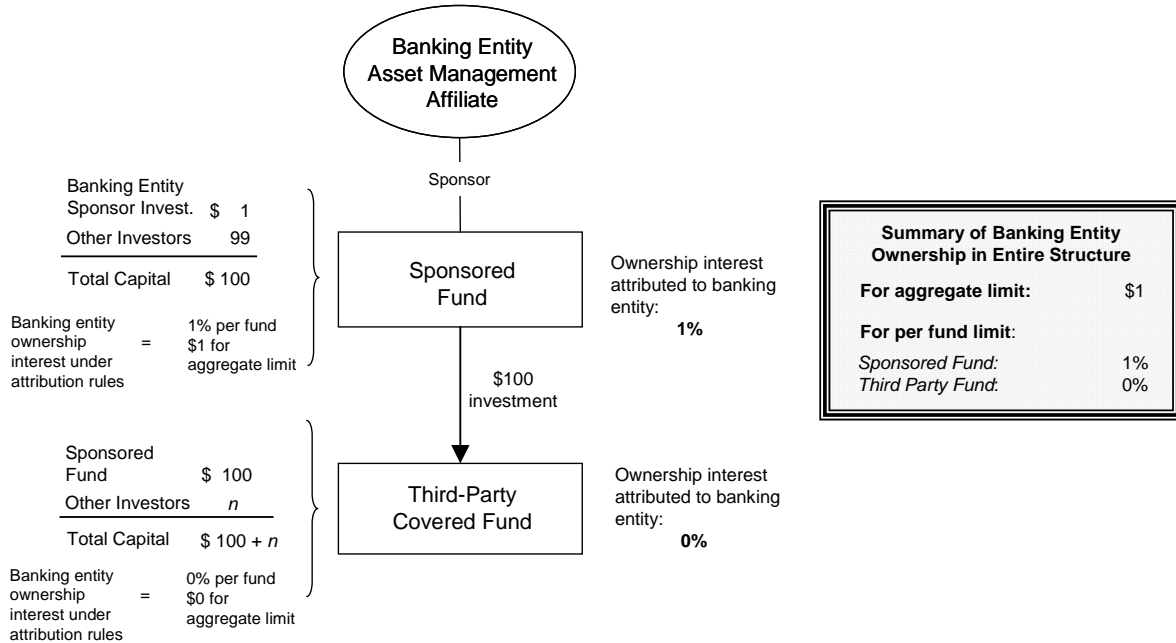 Banking Entity
Asset Management
Affiliate
Sponsor
Banking Entity
Sponsor Invest. $ 1
Other Investors 99
Total Capital $ 100
Banking entity
ownership
interest under
attribution rules
=
1% per fund
$1 for
aggregate limit
Sponsored
Fund
Ownership interest
attributed to banking
entity:
1%
$100
investment
Sponsored
Fund $ 100
Other Investors n
Total Capital $ 100 + n
Banking entity
ownership
interest under
attribution rules
=
0% per fund
$0 for
aggregate limit
Third-Party
Covered Fund
Ownership interest
attributed to banking
entity:
0%
Summary of Banking Entity
Ownership in Entire Structure
For aggregate limit: $1
For per fund limit:
Sponsored Fund: 1%
Third Party Fund: 0%